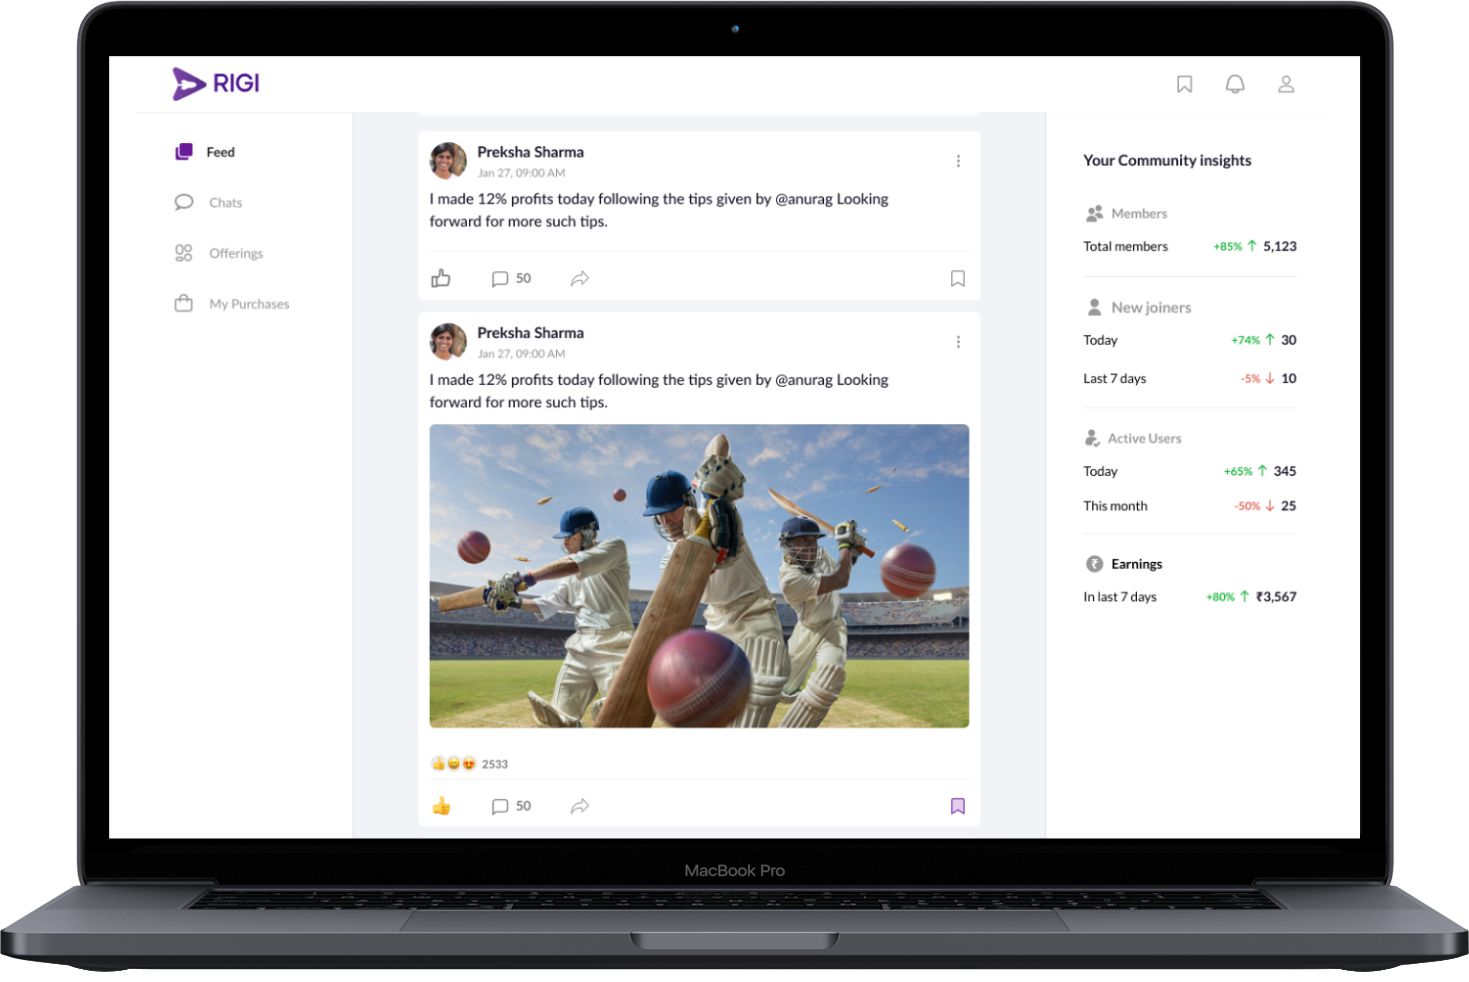 RIGI
Feed
Chats
Offerings
My Purchases
Preksha Sharma
Jan 27, 09:00 AM
I made 12% profits today following the tips given by @anurag Looking
forward for more such tips.
50
Preksha Sharma
Jan 27, 09:00 AM
I made 12% profits today following the tips given by @anurag Looking
forward for more such tips.
2533
50
Your Community insights
Members
Total members +85% ↑ 5,123
New joiners
Today +74% ↑ 30
Last 7 days -5% ↓ 10
Active Users
Today +65% ↑ 345
This month -50% ↓ 25
₹ Earnings
In last 7 days +80% ↑ ₹3,567
MacBook Pro